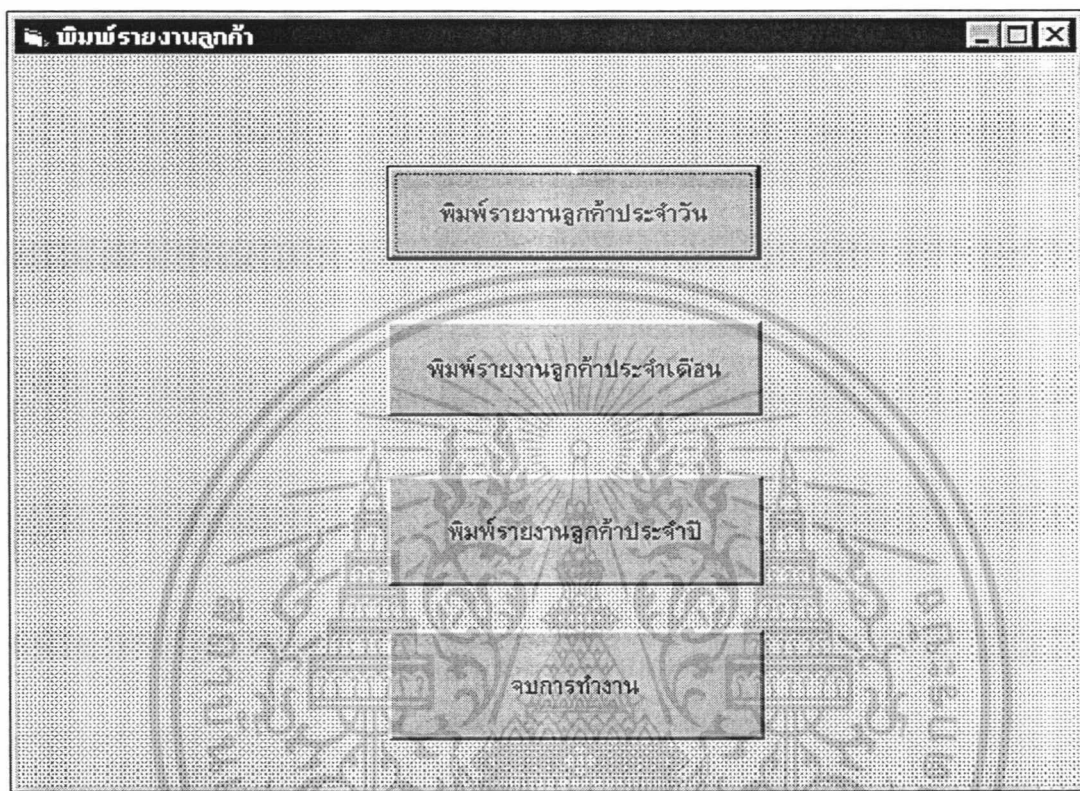 พิมพ์รายงานลูกค้า
พิมพ์รายงานลูกค้าประจำวัน
พิมพ์รายงานลูกค้าประจำเดือน
พิมพ์รายงานลูกค้าประจำปี
จบการทำงาน